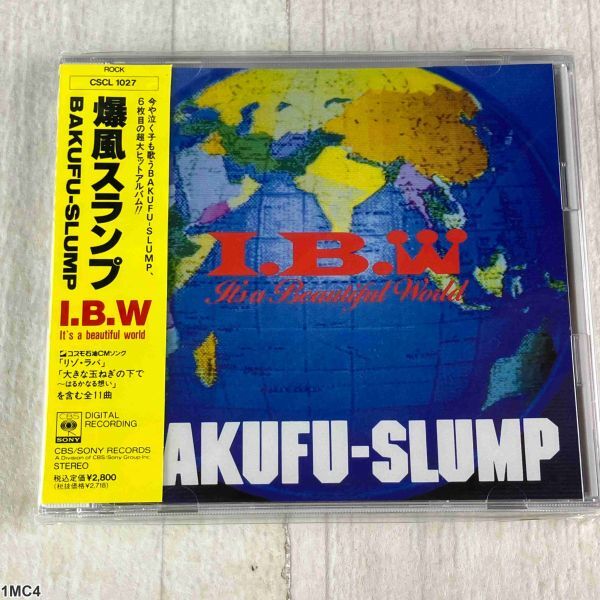 ROCK
CSCL 1027
爆風スランプ
BAKUFU-SLUMP
今や泣く子も歌うBAKUFU-SLUMP、
6枚目の超大ヒットアルバム!!
I.B.W
It's a beautiful world
コスモ石油CMソング
「リゾ・ラバ」
「大きな玉ねぎの下で
〜はるかなる想い」
を含む全11曲
CBS
SONY
DIGITAL
RECORDING
CBS/SONY RECORDS
A Division of CBS/Sony Group Inc.
STEREO
税込定価¥2,800
(税抜価格¥2,718)
I.B.W
It's a Beautiful World
AKUFU-SLUMP
1MC4